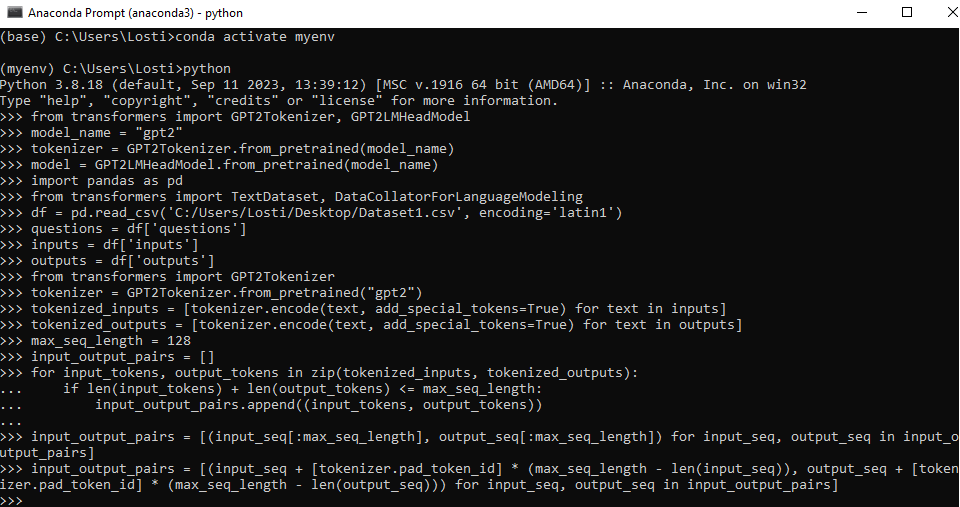 Anaconda Prompt (anaconda3) - python
(base) C:\Users\Losti>conda activate myenv
(myenv) C:\Users\Losti>python
Python 3.8.18 (default, Sep 11 2023, 13:39:12) [MSC v.1916 64 bit (AMD64)] :: Anaconda, Inc. on win32
Type "help", "copyright", "credits" or "license" for more information.
>>> from transformers import GPT2Tokenizer, GPT2LMHeadModel
>>> model_name = "gpt2"
>>> tokenizer = GPT2Tokenizer.from_pretrained(model_name)
>>> model = GPT2LMHeadModel.from_pretrained(model_name)
>>> import pandas as pd
>>> from transformers import TextDataset, DataCollatorForLanguageModeling
>>> df = pd.read_csv('C:/Users/Losti/Desktop/Dataset1.csv', encoding='latin1')
>>> questions = df['questions']
>>> inputs = df['inputs']
>>> outputs = df['outputs']
>>> from transformers import GPT2Tokenizer
>>> tokenizer = GPT2Tokenizer.from_pretrained("gpt2")
>>> tokenized_inputs = [tokenizer.encode(text, add_special_tokens=True) for text in inputs]
>>> tokenized_outputs = [tokenizer.encode(text, add_special_tokens=True) for text in outputs]
>>> max_seq_length = 128
>>> input_output_pairs = []
>>> for input_tokens, output_tokens in zip(tokenized_inputs, tokenized_outputs):
...     if len(input_tokens) + len(output_tokens) <= max_seq_length:
...         input_output_pairs.append((input_tokens, output_tokens))
...
>>> input_output_pairs = [(input_seq[:max_seq_length], output_seq[:max_seq_length]) for input_seq, output_seq in input_o
utput_pairs]
>>> input_output_pairs = [(input_seq + [tokenizer.pad_token_id] * (max_seq_length - len(input_seq)), output_seq + [token
izer.pad_token_id] * (max_seq_length - len(output_seq))) for input_seq, output_seq in input_output_pairs]
>>>